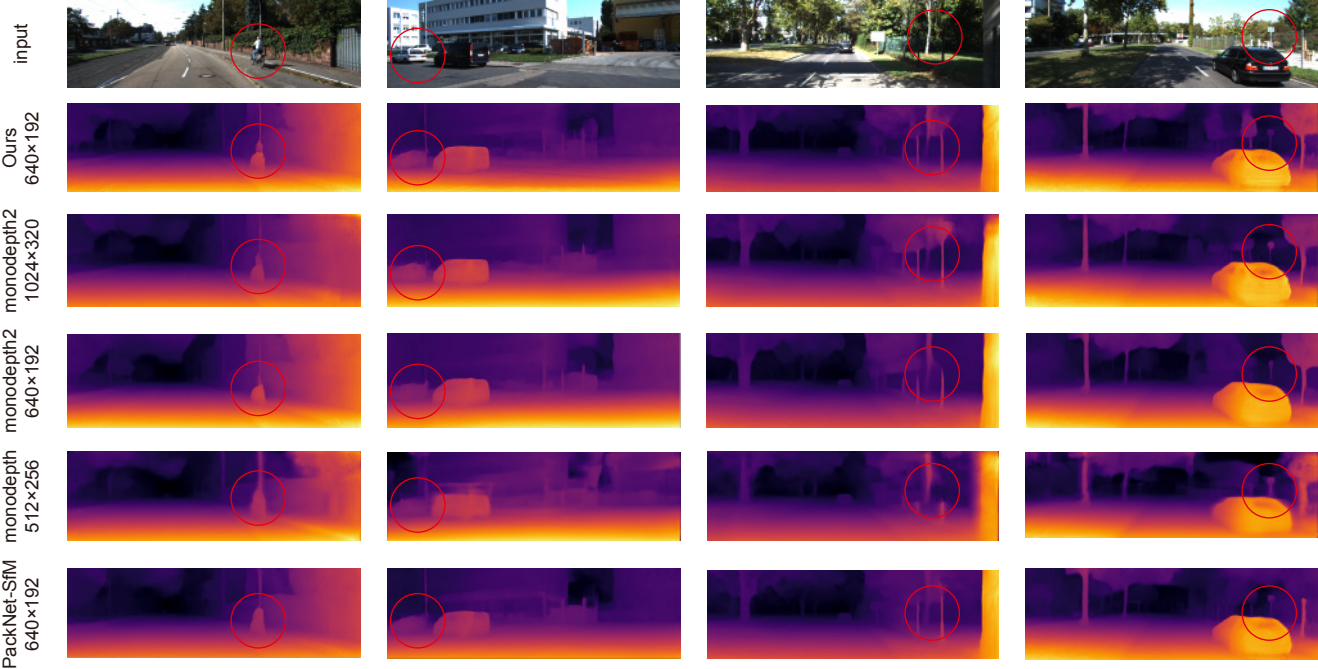 input
Ours
640×192
monodepth2
1024×320
monodepth2
640×192
monodepth
512×256
PackNet-SfM
640×192